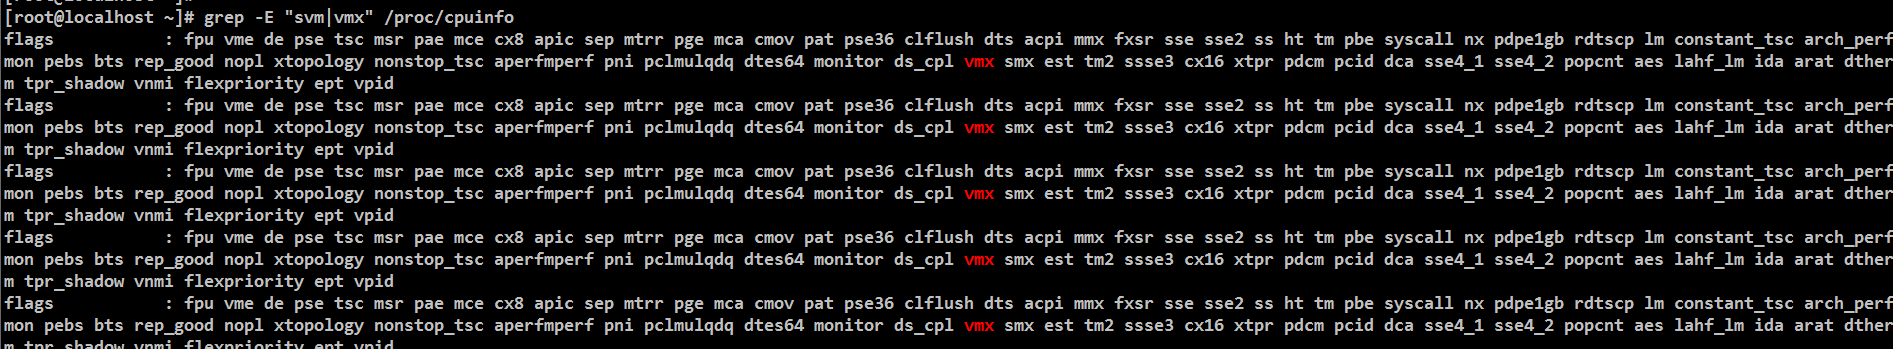 [root@localhost ~]#
[root@localhost ~]# grep -E "svm|vmx" /proc/cpuinfo
flags           : fpu vme de pse tsc msr pae mce cx8 apic sep mtrr pge mca cmov pat pse36 clflush dts acpi mmx fxsr sse sse2 ss ht tm pbe syscall nx pdpe1gb rdtscp lm constant_tsc arch_perf
mon pebs bts rep_good nopl xtopology nonstop_tsc aperfmperf pni pclmulqdq dtes64 monitor ds_cpl vmx smx est tm2 ssse3 cx16 xtpr pdcm pcid dca sse4_1 sse4_2 popcnt aes lahf_lm ida arat dther
m tpr_shadow vnmi flexpriority ept vpid
flags           : fpu vme de pse tsc msr pae mce cx8 apic sep mtrr pge mca cmov pat pse36 clflush dts acpi mmx fxsr sse sse2 ss ht tm pbe syscall nx pdpe1gb rdtscp lm constant_tsc arch_perf
mon pebs bts rep_good nopl xtopology nonstop_tsc aperfmperf pni pclmulqdq dtes64 monitor ds_cpl vmx smx est tm2 ssse3 cx16 xtpr pdcm pcid dca sse4_1 sse4_2 popcnt aes lahf_lm ida arat dther
m tpr_shadow vnmi flexpriority ept vpid
flags           : fpu vme de pse tsc msr pae mce cx8 apic sep mtrr pge mca cmov pat pse36 clflush dts acpi mmx fxsr sse sse2 ss ht tm pbe syscall nx pdpe1gb rdtscp lm constant_tsc arch_perf
mon pebs bts rep_good nopl xtopology nonstop_tsc aperfmperf pni pclmulqdq dtes64 monitor ds_cpl vmx smx est tm2 ssse3 cx16 xtpr pdcm pcid dca sse4_1 sse4_2 popcnt aes lahf_lm ida arat dther
m tpr_shadow vnmi flexpriority ept vpid
flags           : fpu vme de pse tsc msr pae mce cx8 apic sep mtrr pge mca cmov pat pse36 clflush dts acpi mmx fxsr sse sse2 ss ht tm pbe syscall nx pdpe1gb rdtscp lm constant_tsc arch_perf
mon pebs bts rep_good nopl xtopology nonstop_tsc aperfmperf pni pclmulqdq dtes64 monitor ds_cpl vmx smx est tm2 ssse3 cx16 xtpr pdcm pcid dca sse4_1 sse4_2 popcnt aes lahf_lm ida arat dther
m tpr_shadow vnmi flexpriority ept vpid
flags           : fpu vme de pse tsc msr pae mce cx8 apic sep mtrr pge mca cmov pat pse36 clflush dts acpi mmx fxsr sse sse2 ss ht tm pbe syscall nx pdpe1gb rdtscp lm constant_tsc arch_perf
mon pebs bts rep_good nopl xtopology nonstop_tsc aperfmperf pni pclmulqdq dtes64 monitor ds_cpl vmx smx est tm2 ssse3 cx16 xtpr pdcm pcid dca sse4_1 sse4_2 popcnt aes lahf_lm ida arat dther
m tpr_shadow vnmi flexpriority ept vpid